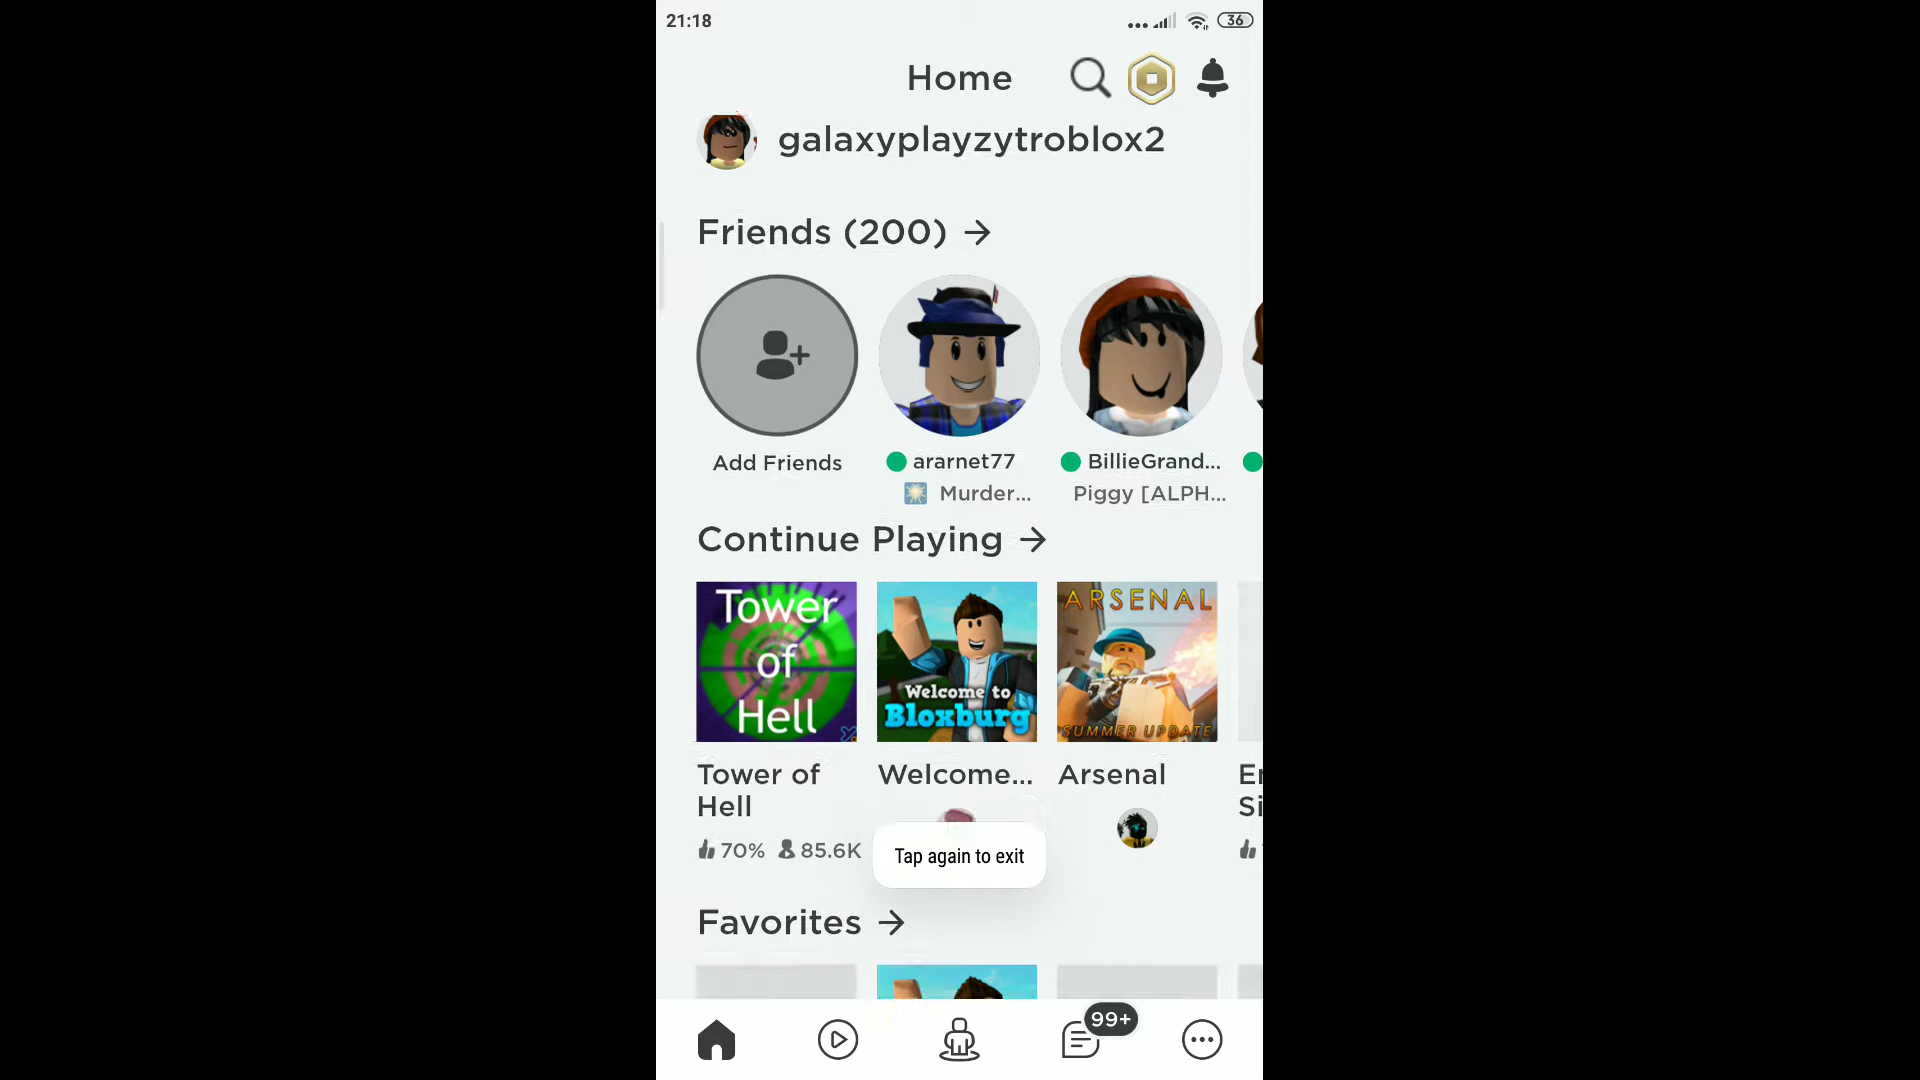 21:18
36
Home
galaxyplayzytroblox2
Friends (200) →
Add Friends
ararnet77
BillieGrand...
Murder...
Piggy [ALPH...
Continue Playing →
Tower
of
Hell
Welcome to
Bloxburg
ARSENAL
SUMMER UPDATE
Tower of
Hell
Welcome...
Arsenal
70%
85.6K
Tap again to exit
Favorites →
99+